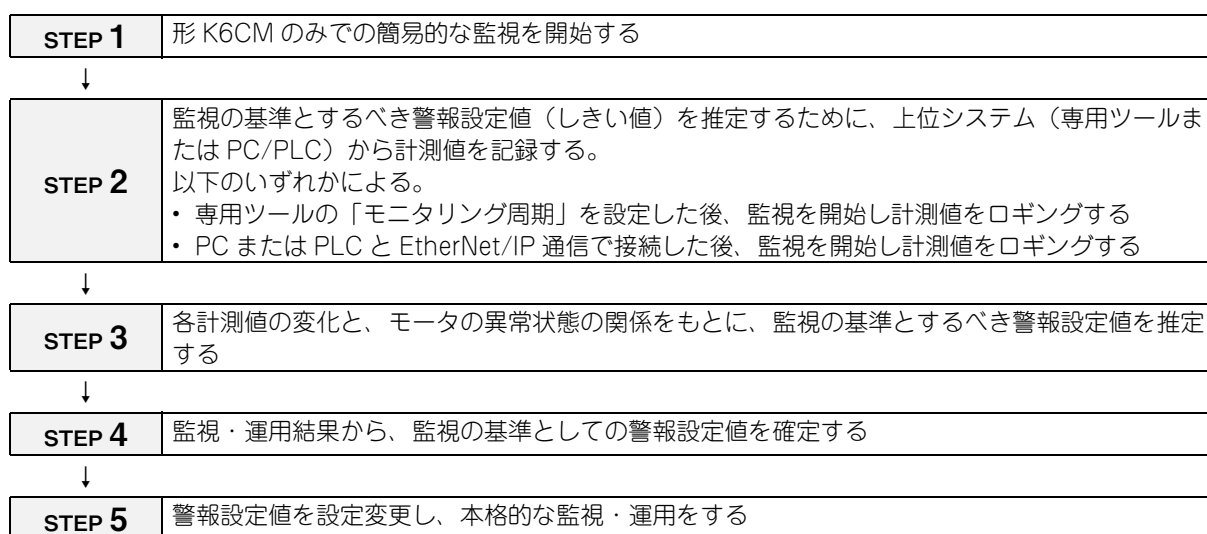 STEP 1
形 K6CM のみでの簡易的な監視を開始する
↓
STEP 2
監視の基準とするべき警報設定値（しきい値）を推定するために、上位システム（専用ツールま
たは PC/PLC）から計測値を記録する。
以下のいずれかによる。
• 専用ツールの「モニタリング周期」を設定した後、監視を開始し計測値をロギングする
• PC または PLC と EtherNet/IP 通信で接続した後、監視を開始し計測値をロギングする
↓
STEP 3
各計測値の変化と、モータの異常状態の関係をもとに、監視の基準とするべき警報設定値を推定
する
↓
STEP 4
監視・運用結果から、監視の基準としての警報設定値を確定する
↓
STEP 5
警報設定値を設定変更し、本格的な監視・運用をする